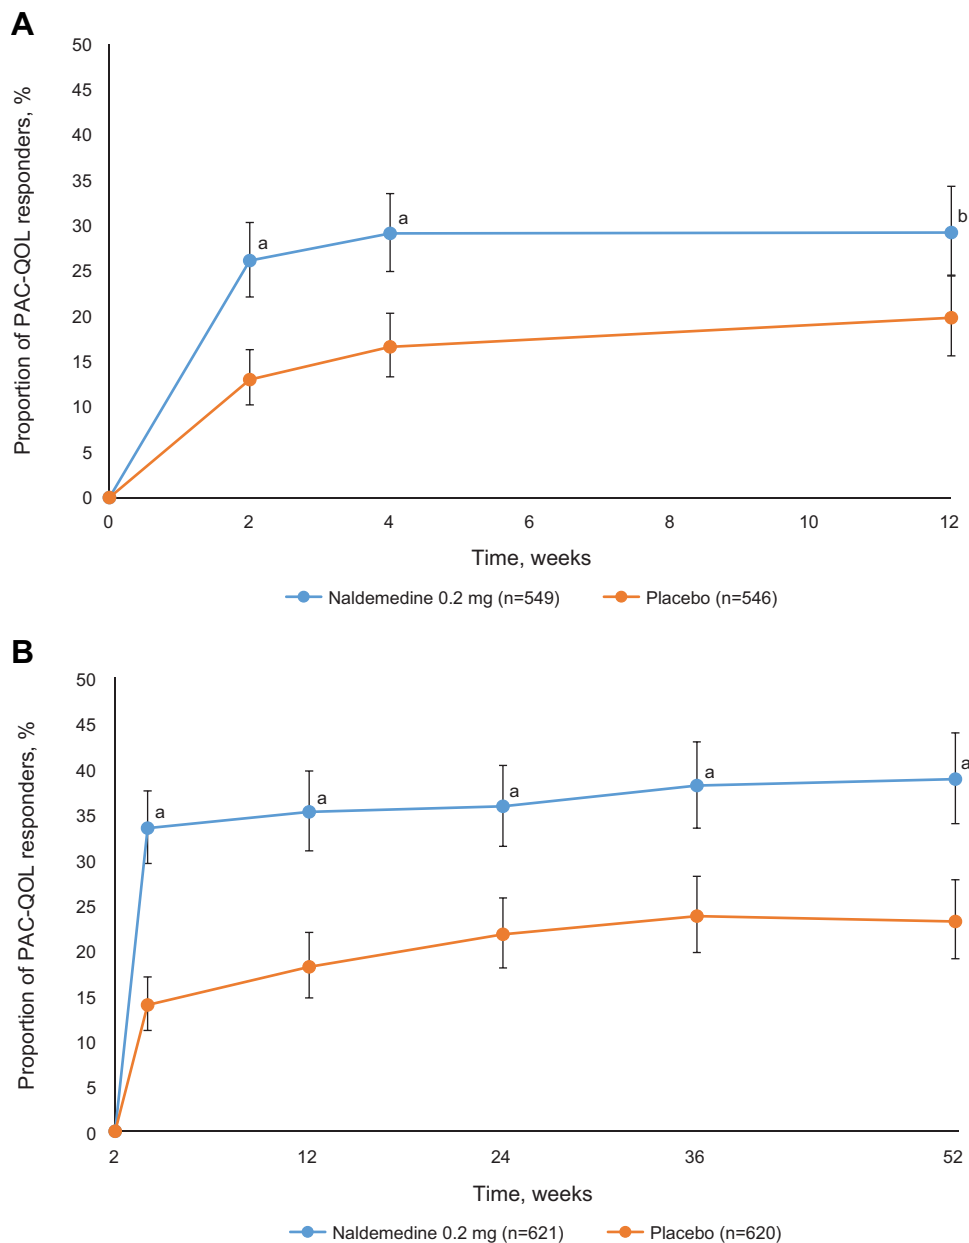 A
Proportion of PAC-QOL responders, %
50
45
40
35
30
25
20
15
10
5
0
a
a
b
0 2 4 6 8 10 12
Time, weeks
Naldemedine 0.2 mg (n=549) Placebo (n=546)
B
Proportion of PAC-QOL responders, %
50
45
40
35
30
25
20
15
10
5
0
a
a
a
a
a
2 12 24 36 52
Time, weeks
Naldemedine 0.2 mg (n=621) Placebo (n=620)